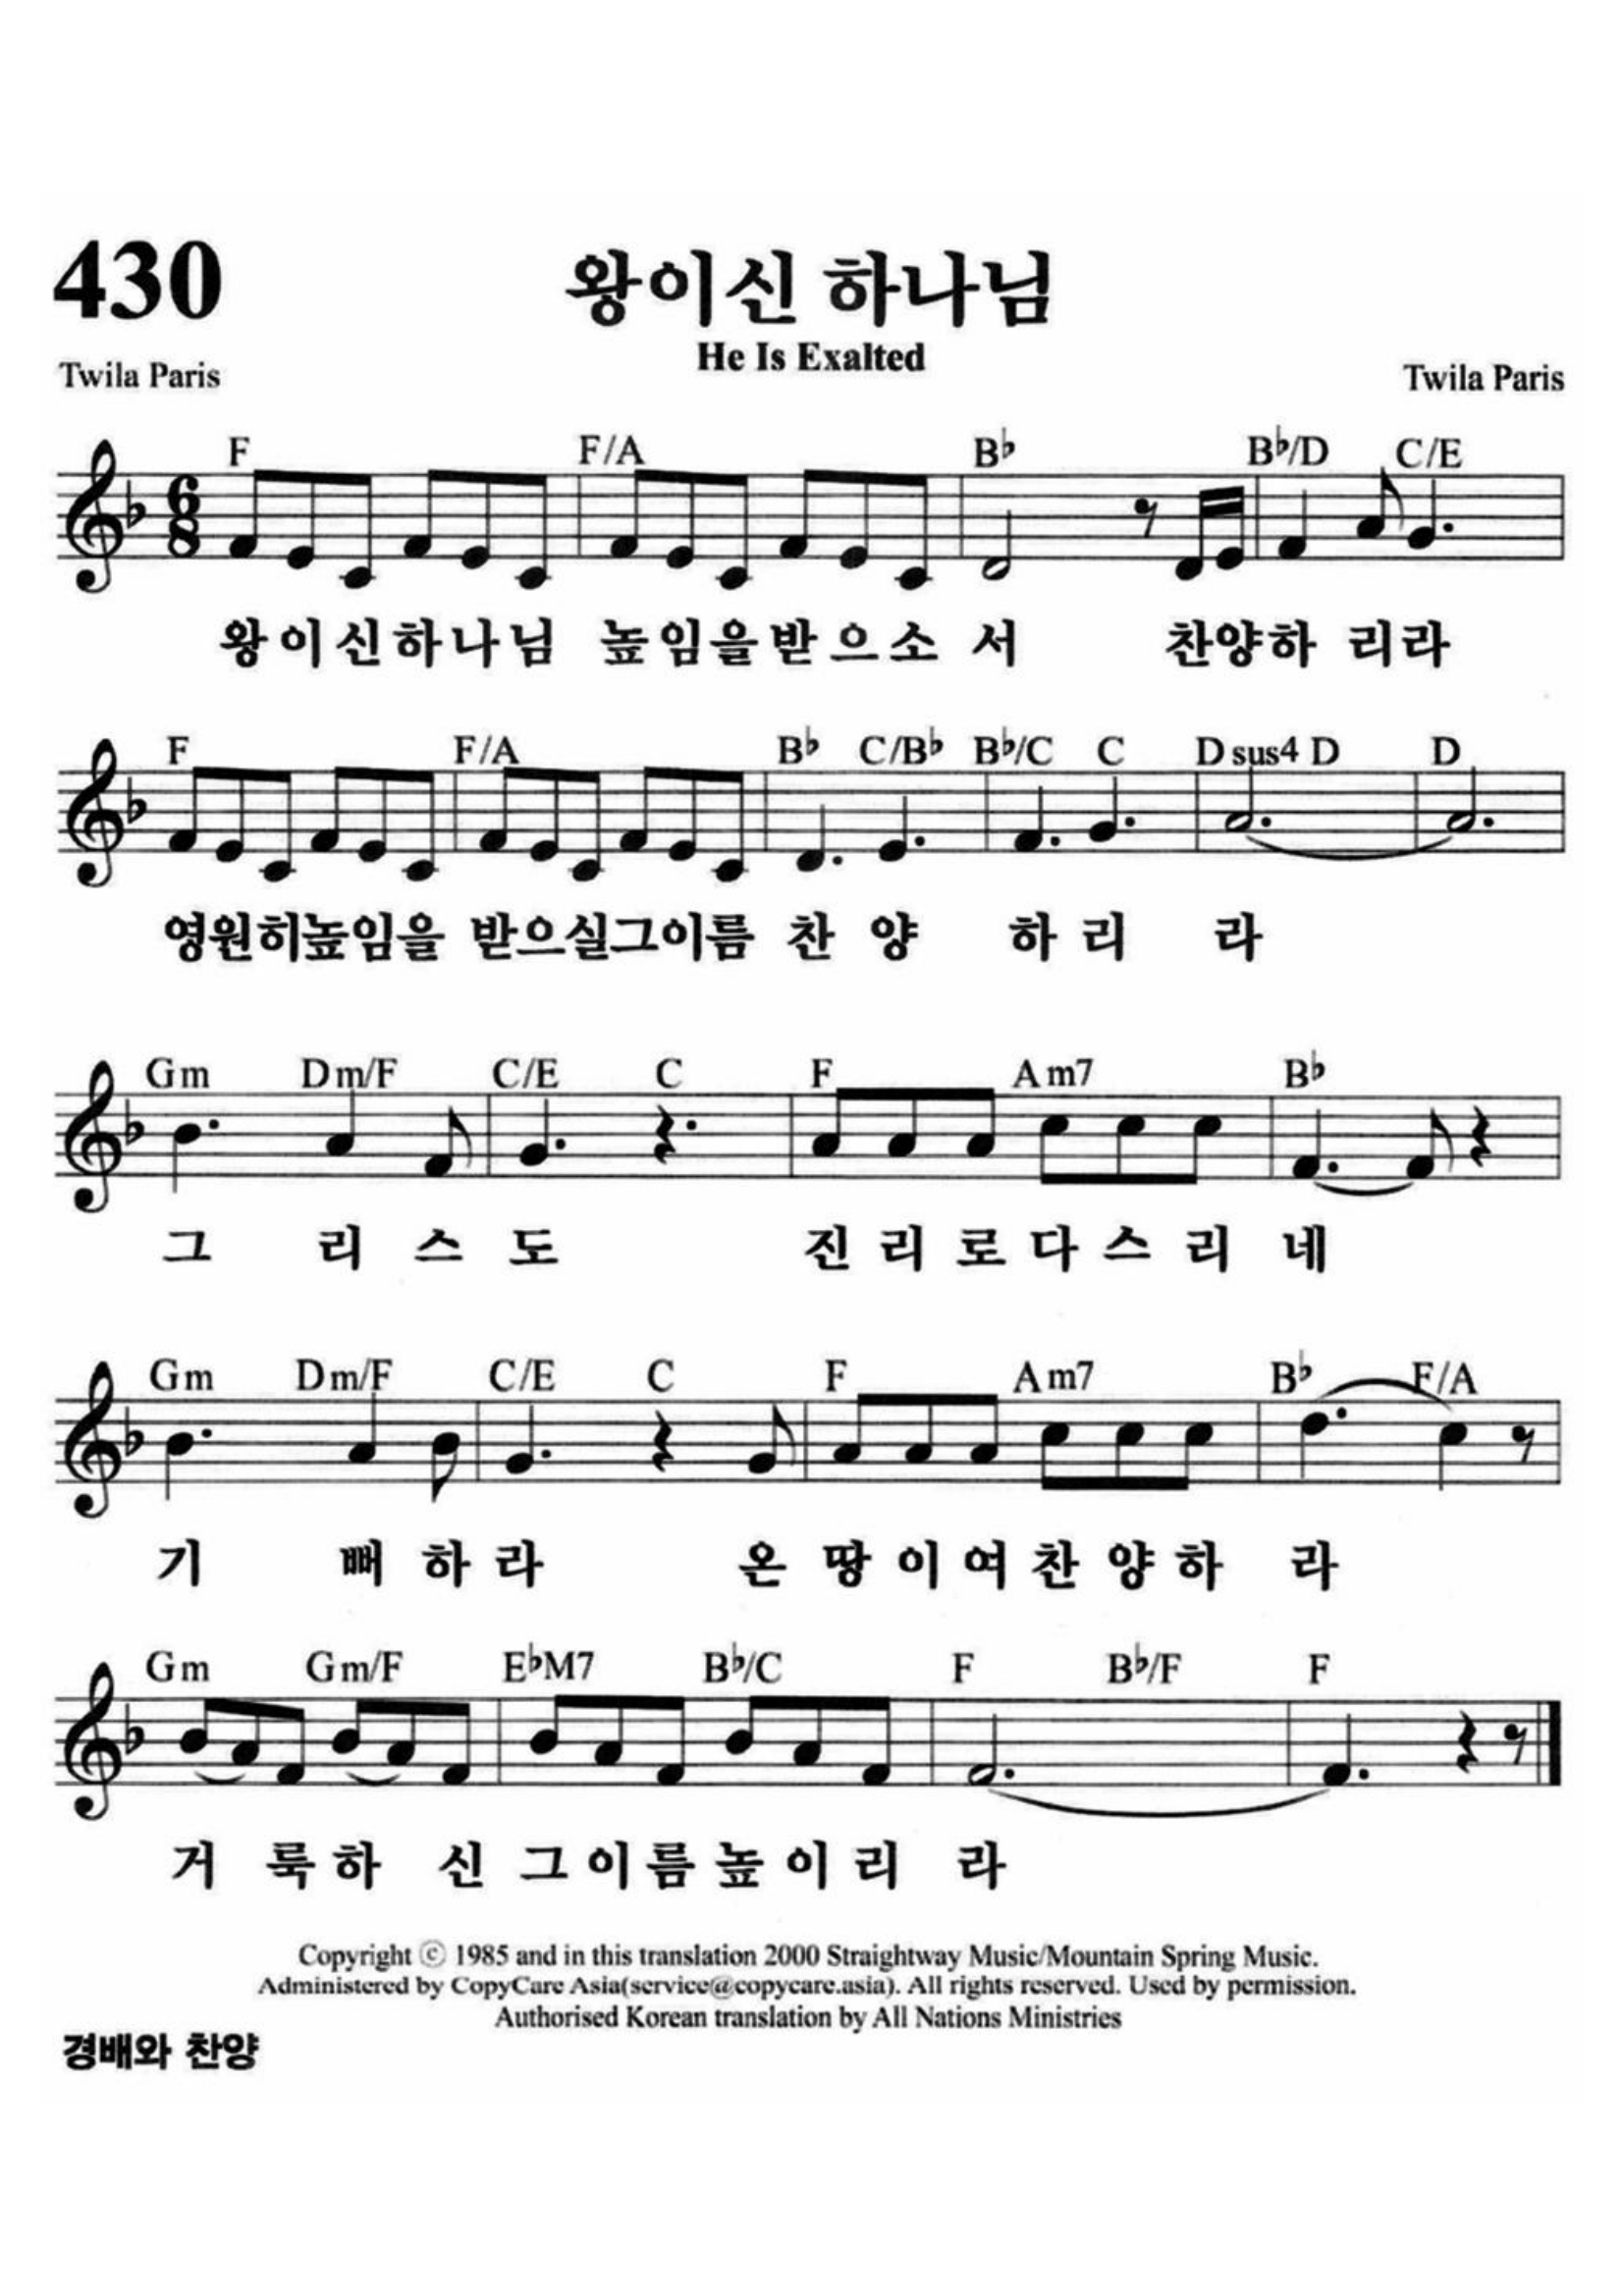 430
왕이신 하나님
He Is Exalted
Twila Paris
Twila Paris
F F/A B♭ B♭/D C/E
왕이신하나님 높임을받으소 서 찬양하 리라
F F/A B♭ C/B♭ B♭/C C Dsus4 D D
영원히높임을 받으실그이름 찬 양 하 리 라
Gm Dm/F C/E C F Am7 B♭
그 리 스 도 진 리 로 다 스 리 네
Gm Dm/F C/E C F Am7 B♭ F/A
기 뻐 하 라 온 땅 이 여 찬 양 하 라
Gm Gm/F E♭M7 B♭/C F B♭/F F
거 룩 하 신 그 이 름 높 이 리 라
Copyright ⓒ 1985 and in this translation 2000 Straightway Music/Mountain Spring Music.
Administered by CopyCare Asia(service@copycare.asia). All rights reserved. Used by permission.
Authorised Korean translation by All Nations Ministries
경배와 찬양